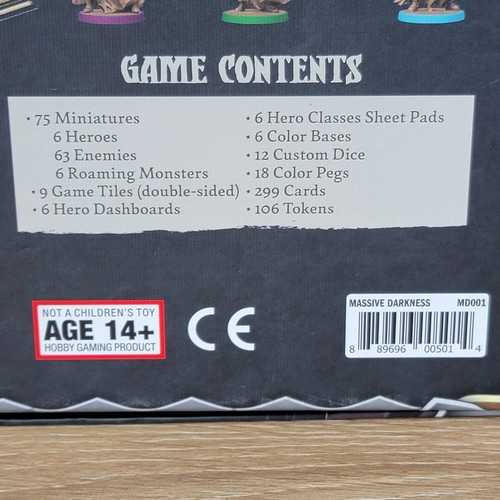 GAME CONTENTS
• 75 Miniatures
6 Heroes
63 Enemies
6 Roaming Monsters
• 9 Game Tiles (double-sided)
• 6 Hero Dashboards
• 6 Hero Classes Sheet Pads
• 6 Color Bases
• 12 Custom Dice
• 18 Color Pegs
• 299 Cards
• 106 Tokens
NOT A CHILDREN'S TOY
AGE 14+
HOBBY GAMING PRODUCT
CE
MASSIVE DARKNESS MD001
8 89696 00501 4